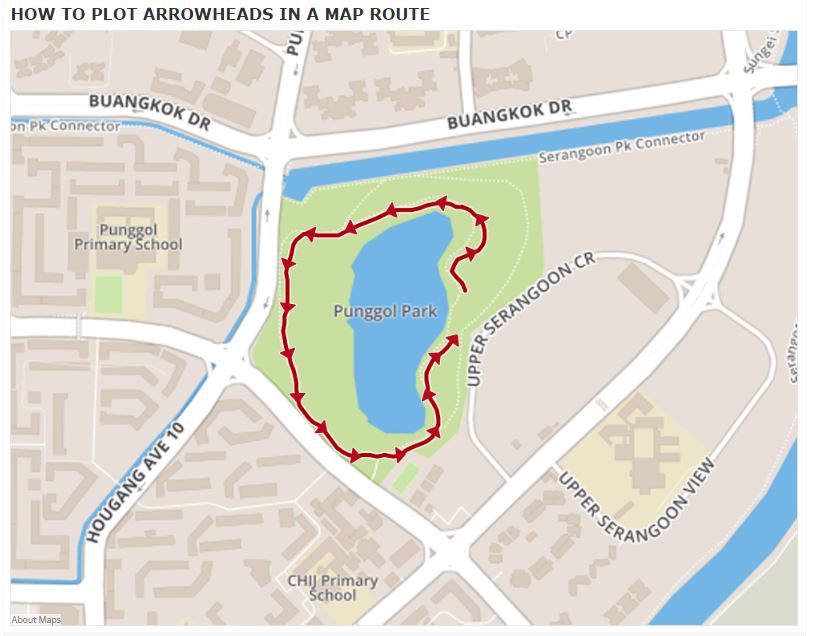 HOW TO PLOT ARROWHEADS IN A MAP ROUTE
PU
CP
Sungei S
BUANGKOK DR
BUANGKOK DR
on Pk Connector
Serangoon Pk Connector
Punggol
Primary School
UPPER SERANGOON CR
Punggol Park
Serangoo
HOUGANG AVE 10
UPPER SERANGOON VIEW
CHIJ Primary
School
About Maps